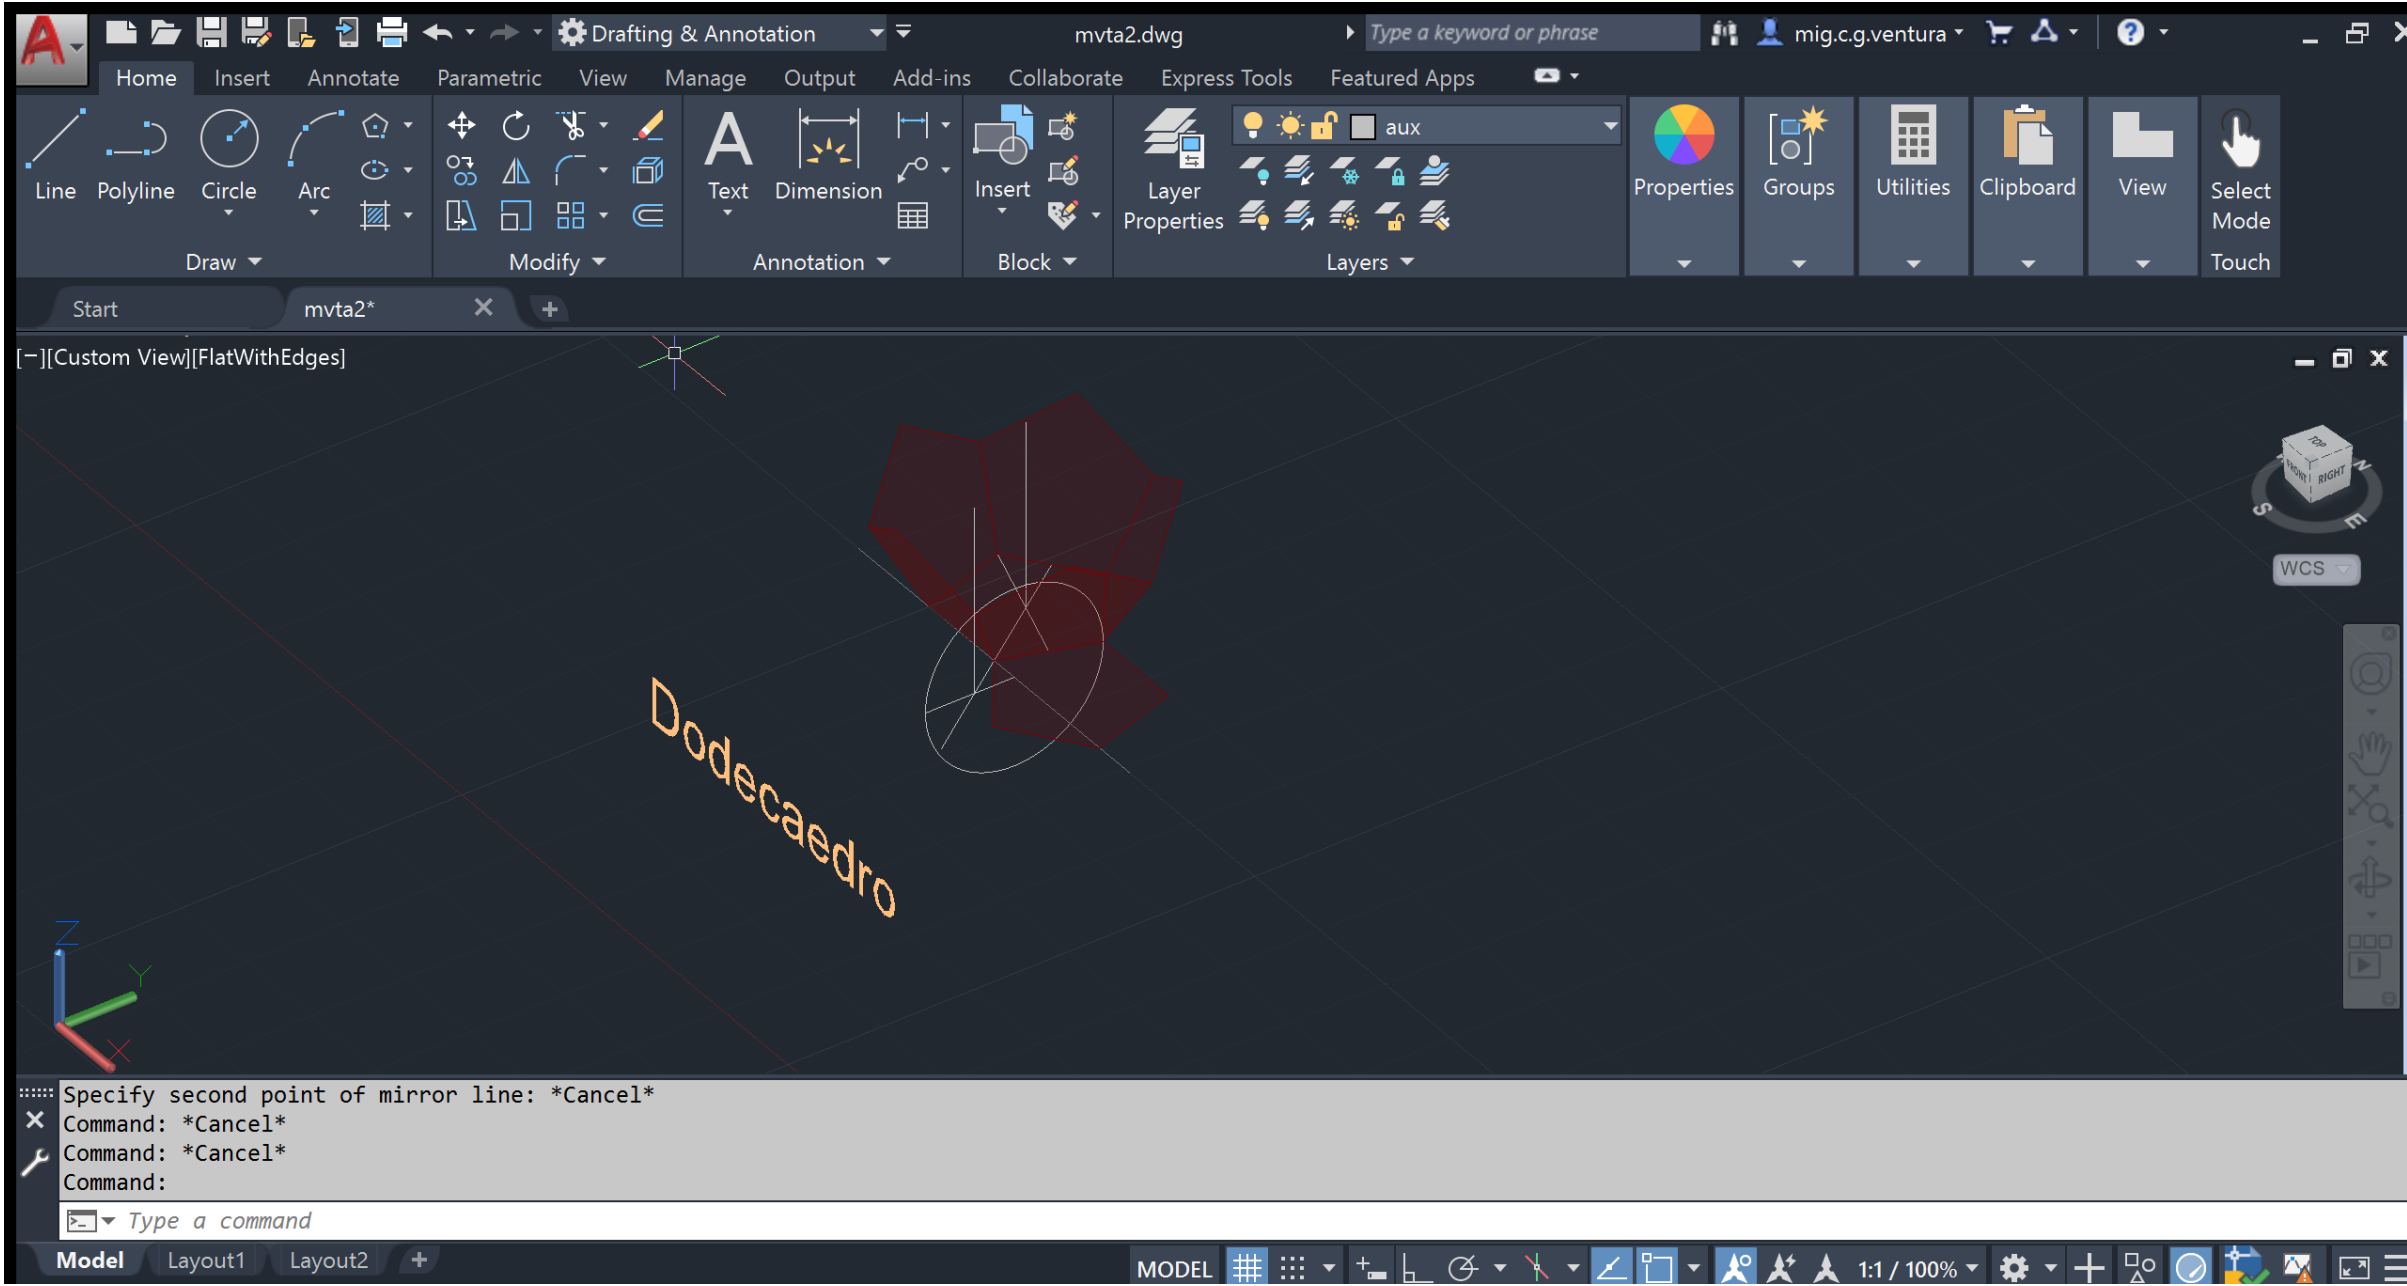 A
Drafting & Annotation
mvta2.dwg
Type a keyword or phrase
mig.c.g.ventura
Home Insert Annotate Parametric View Manage Output Add-ins Collaborate Express Tools Featured Apps
aux
Line Polyline Circle Arc
A
Text Dimension
Insert
Layer
Properties
Properties Groups Utilities Clipboard View
Select
Mode
Draw Modify Annotation Block Layers Touch
Start mvta2*
[−][Custom View][FlatWithEdges]
TOP
FRONT RIGHT
N
S
E
WCS
Dodecaedro
Z
Y
X
Specify second point of mirror line: *Cancel*
Command: *Cancel*
Command: *Cancel*
Command:
Type a command
Model Layout1 Layout2
MODEL 1:1 / 100%